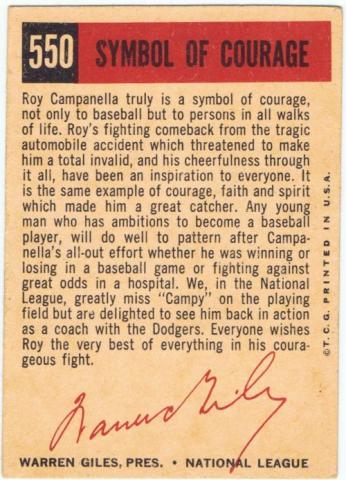 550 SYMBOL OF COURAGE
Roy Campanella truly is a symbol of courage,
not only to baseball but to persons in all walks
of life. Roy's fighting comeback from the tragic
automobile accident which threatened to make
him a total invalid, and his cheerfulness through
it all, have been an inspiration to everyone. It
is the same example of courage, faith and spirit
which made him a great catcher. Any young
man who has ambitions to become a baseball
player, will do well to pattern after Campa-
nella's all-out effort whether he was winning or
losing in a baseball game or fighting against
great odds in a hospital. We, in the National
League, greatly miss "Campy" on the playing
field but are delighted to see him back in action
as a coach with the Dodgers. Everyone wishes
Roy the very best of everything in his coura-
geous fight.
Warren Giles
WARREN GILES, PRES. • NATIONAL LEAGUE
© T. C. G. PRINTED IN U. S. A.